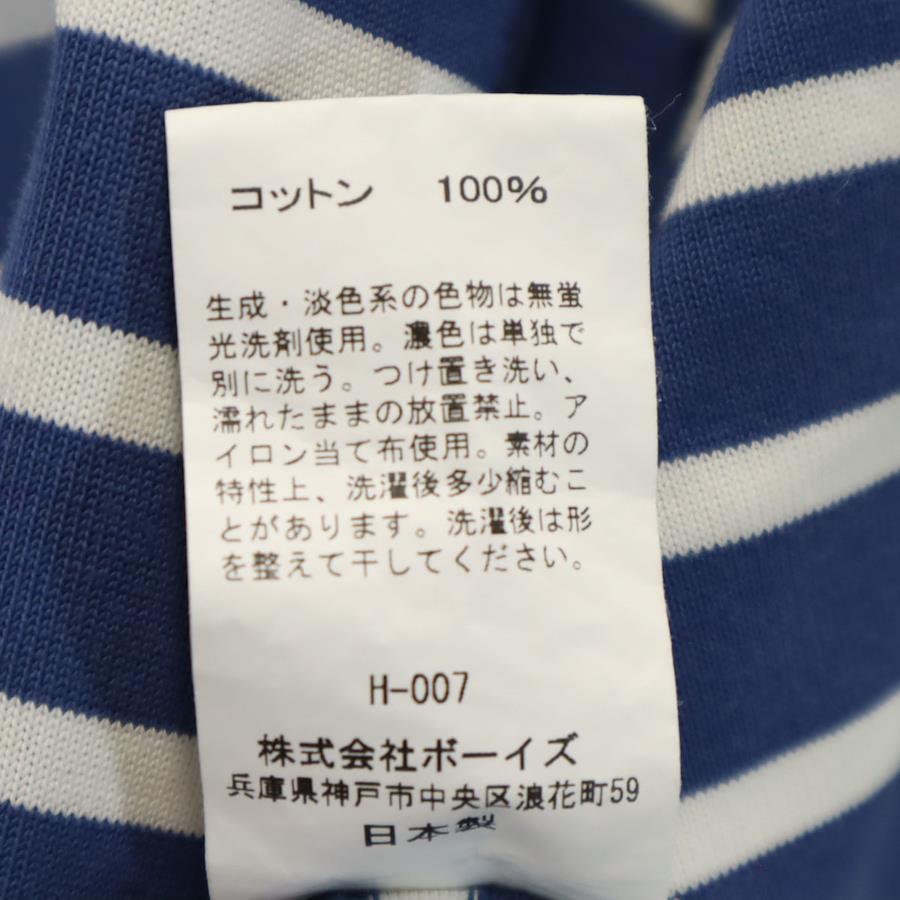 コットン 100%
生成・淡色系の色物は無蛍
光洗剤使用。濃色は単独で
別に洗う。つけ置き洗い、
濡れたままの放置禁止。ア
イロン当て布使用。素材の
特性上、洗濯後多少縮むこ
とがあります。洗濯後は形
を整えて干してください。
H-007
株式会社ボーイズ
兵庫県神戸市中央区浪花町59
日本製